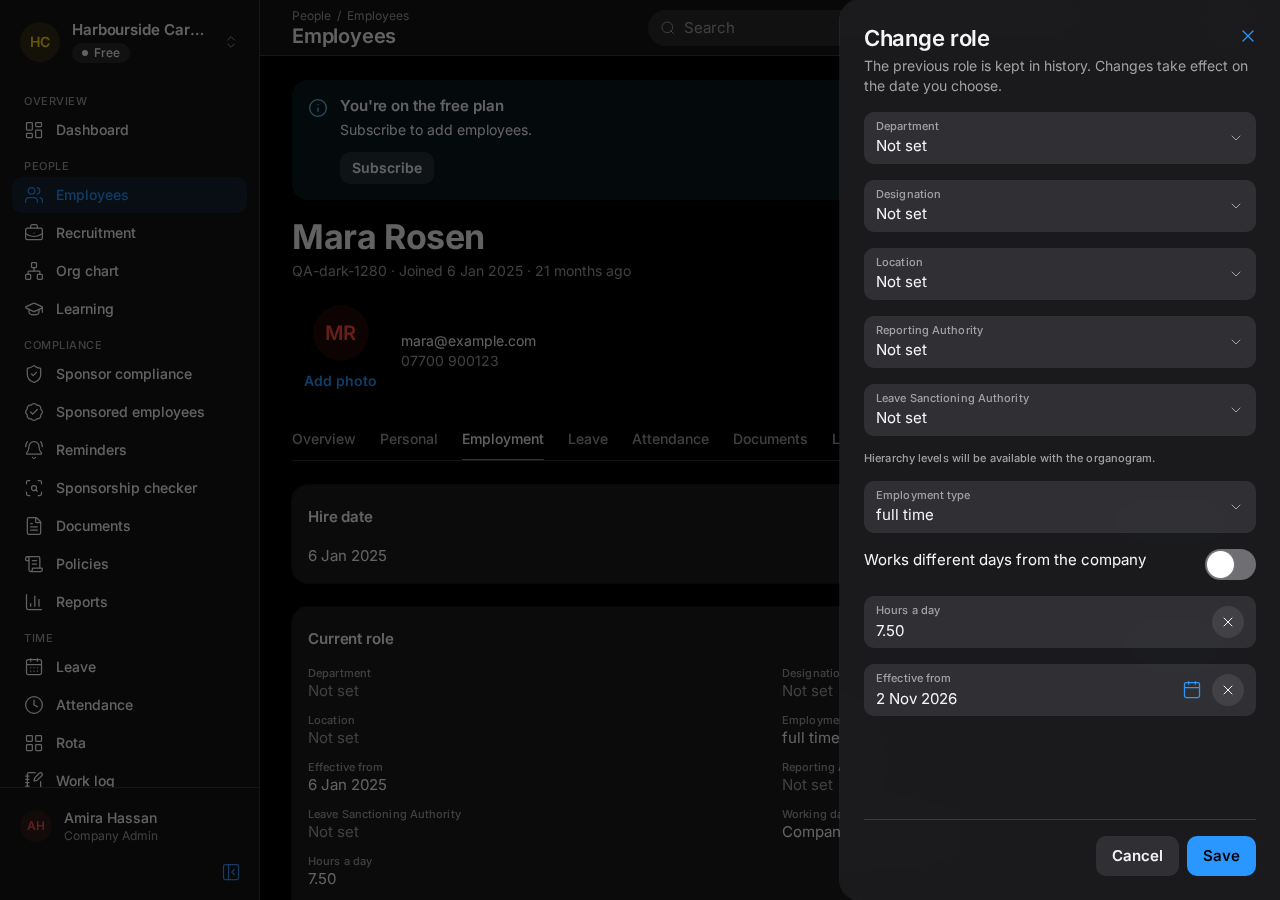 HC
Harbourside Car...
Free
OVERVIEW
Dashboard
PEOPLE
Employees
Recruitment
Org chart
Learning
COMPLIANCE
Sponsor compliance
Sponsored employees
Reminders
Sponsorship checker
Documents
Policies
Reports
TIME
Leave
Attendance
Rota
Work log
AH
Amira Hassan
Company Admin
People / Employees
Employees
Search
You're on the free plan
Subscribe to add employees.
Subscribe
Mara Rosen
QA-dark-1280 · Joined 6 Jan 2025 · 21 months ago
MR
Add photo
mara@example.com
07700 900123
Overview Personal Employment Leave Attendance Documents L
Hire date
6 Jan 2025
Current role
Department
Not set
Designatio
Not set
Location
Not set
Employme
full time
Effective from
6 Jan 2025
Reporting A
Not set
Leave Sanctioning Authority
Not set
Working da
Compan
Hours a day
7.50
Change role
The previous role is kept in history. Changes take effect on
the date you choose.
Department
Not set
Designation
Not set
Location
Not set
Reporting Authority
Not set
Leave Sanctioning Authority
Not set
Hierarchy levels will be available with the organogram.
Employment type
full time
Works different days from the company
Hours a day
7.50
Effective from
2 Nov 2026
Cancel
Save